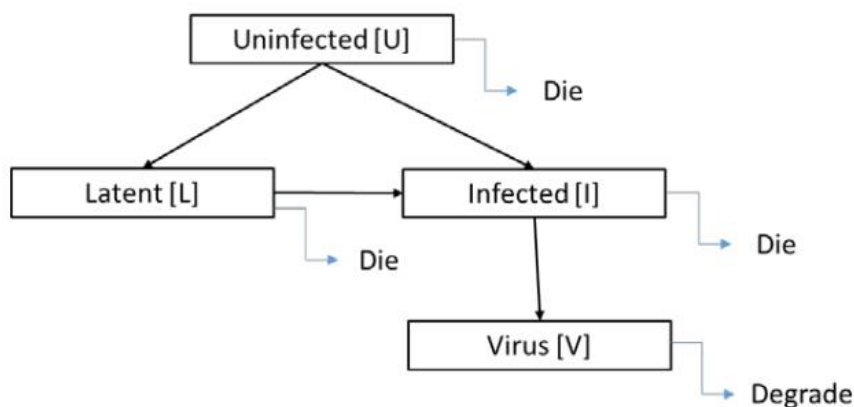 Uninfected [U]
Die
Latent [L]
Infected [I]
Die
Die
Virus [V]
Degrade